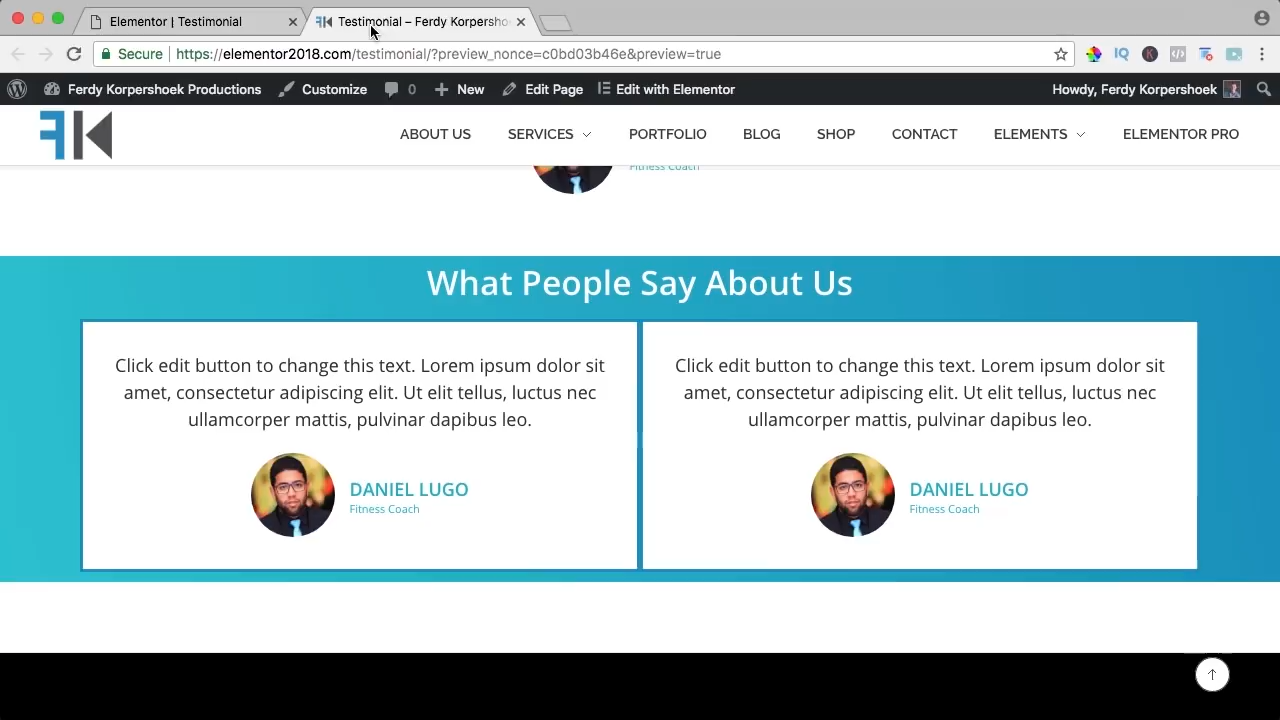 Elementor | Testimonial
Testimonial – Ferdy Korpersho
Secure
https://elementor2018.com/testimonial/?preview_nonce=c0bd03b46e&preview=true
Ferdy Korpershoek Productions
Customize
0
New
Edit Page
Edit with Elementor
Howdy, Ferdy Korpershoek
FK
ABOUT US
SERVICES
PORTFOLIO
BLOG
SHOP
CONTACT
ELEMENTS
ELEMENTOR PRO
Fitness Coach
What People Say About Us
Click edit button to change this text. Lorem ipsum dolor sit
amet, consectetur adipiscing elit. Ut elit tellus, luctus nec
ullamcorper mattis, pulvinar dapibus leo.
DANIEL LUGO
Fitness Coach
Click edit button to change this text. Lorem ipsum dolor sit
amet, consectetur adipiscing elit. Ut elit tellus, luctus nec
ullamcorper mattis, pulvinar dapibus leo.
DANIEL LUGO
Fitness Coach